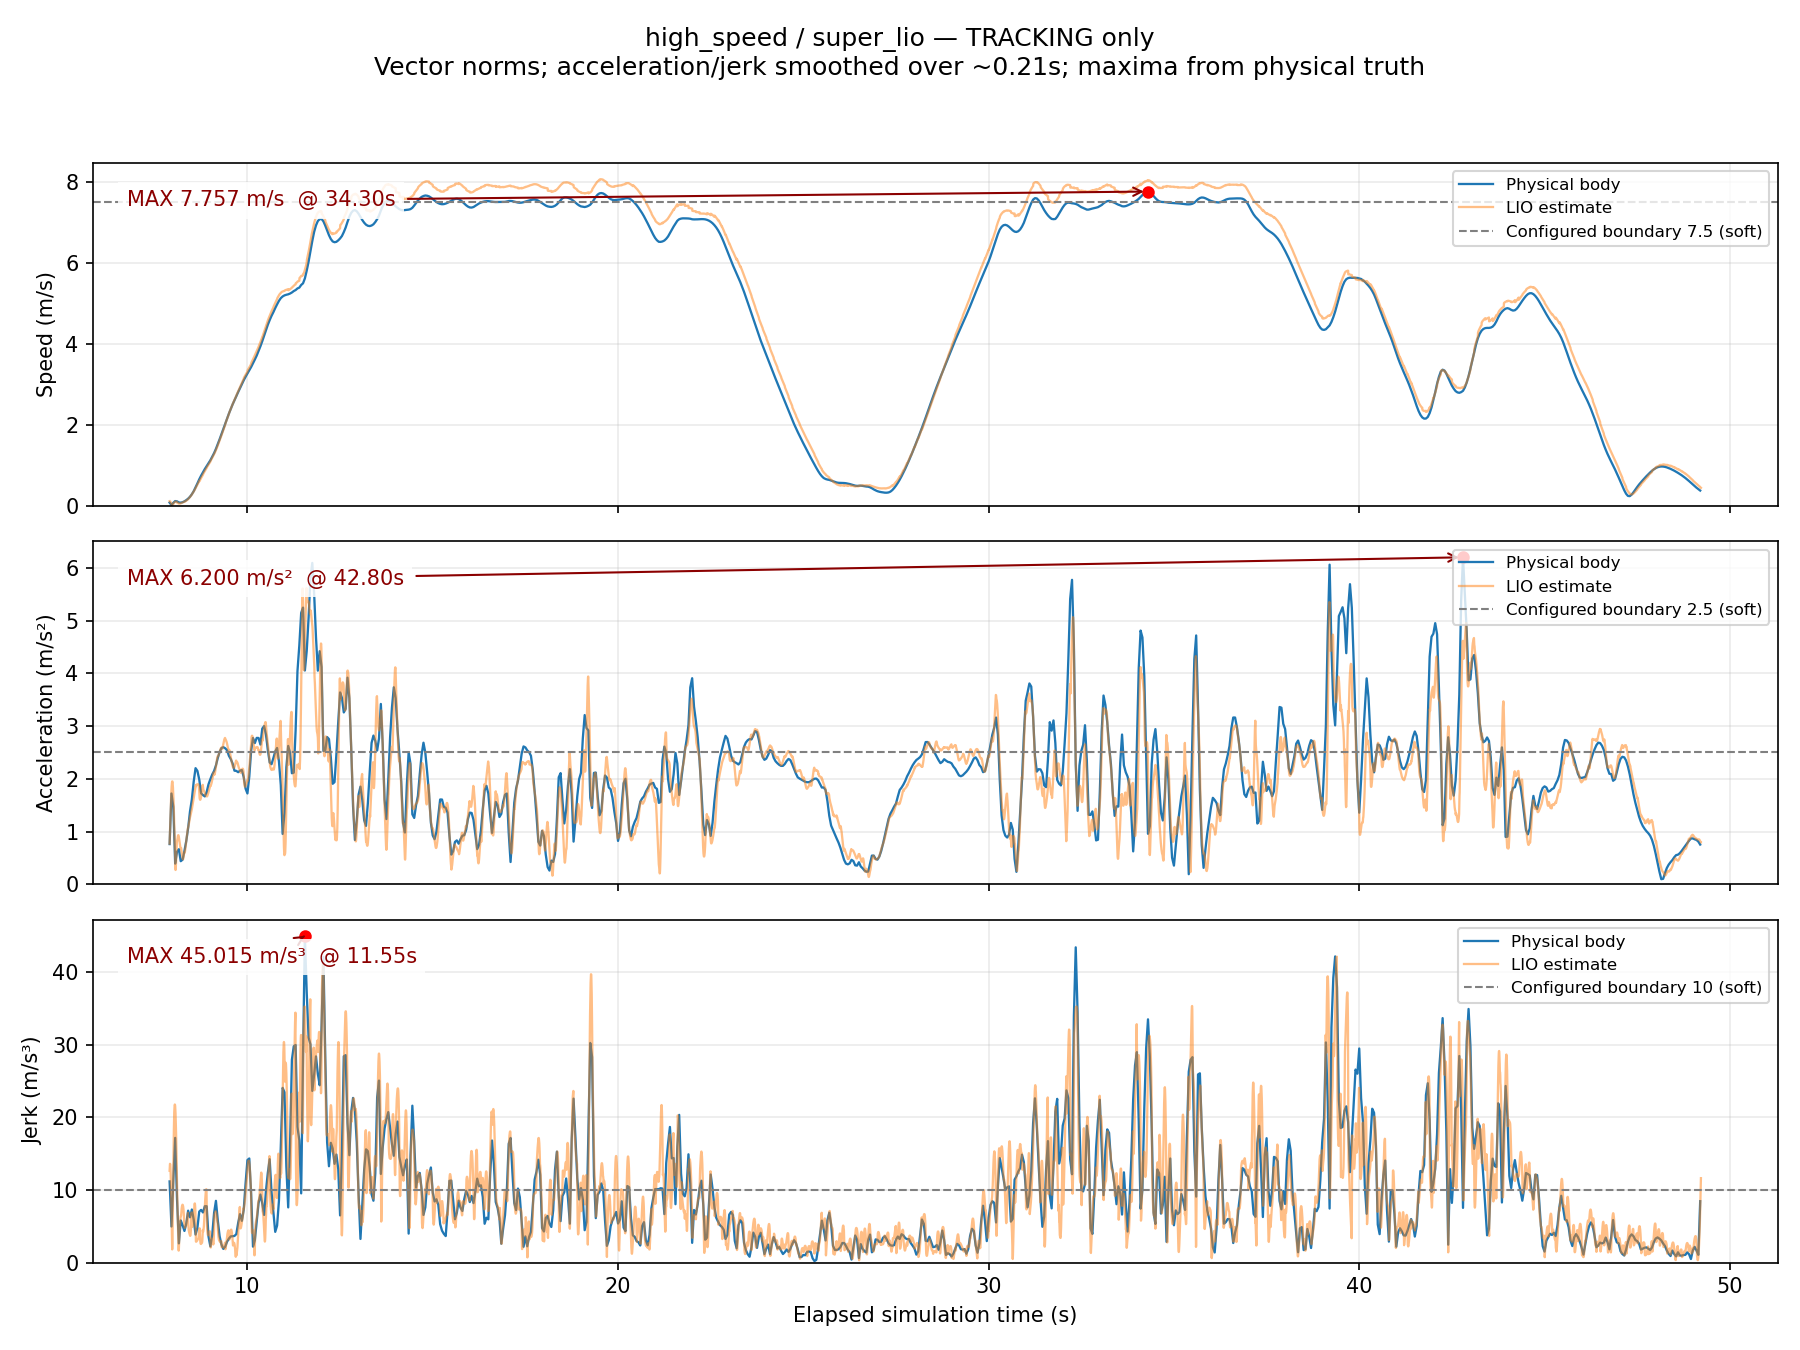 high_speed / super_lio — TRACKING only
Vector norms; acceleration/jerk smoothed over ~0.21s; maxima from physical truth
8
6
4
2
0
Speed (m/s)
MAX 7.757 m/s @ 34.30s
Physical body
LIO estimate
Configured boundary 7.5 (soft)
6
5
4
3
2
1
0
Acceleration (m/s²)
MAX 6.200 m/s² @ 42.80s
Physical body
LIO estimate
Configured boundary 2.5 (soft)
40
30
20
10
0
Jerk (m/s³)
MAX 45.015 m/s³ @ 11.55s
Physical body
LIO estimate
Configured boundary 10 (soft)
10
20
30
40
50
Elapsed simulation time (s)